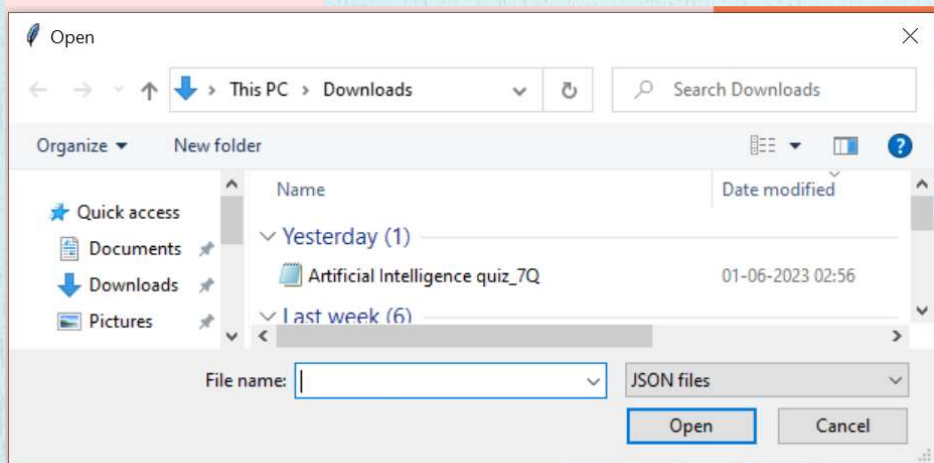 Open
This PC > Downloads
Search Downloads
Organize
New folder
Name
Date modified
Quick access
Documents
Downloads
Pictures
Yesterday (1)
Artificial Intelligence quiz_7Q 01-06-2023 02:56
Last week (6)
File name:
JSON files
Open
Cancel